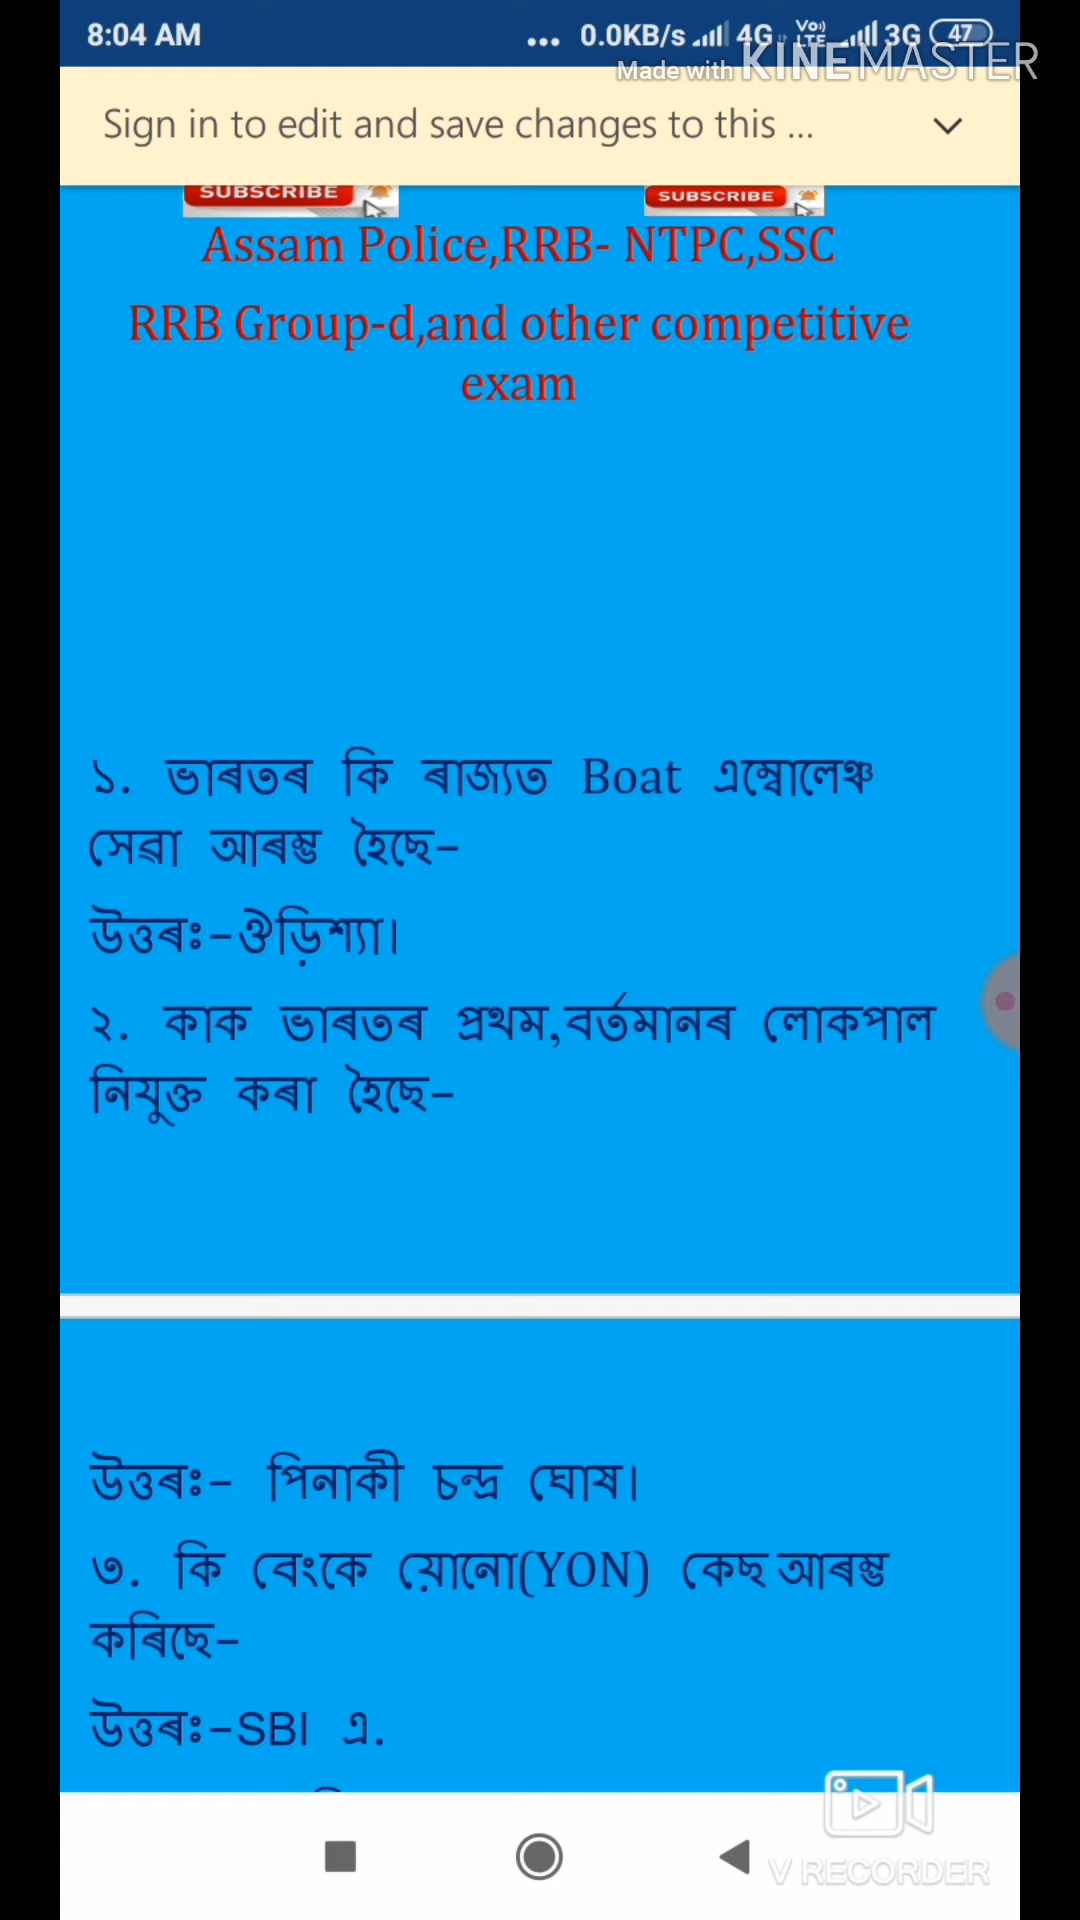 8:04 AM
... 0.0KB/s 4G Vo)) LTE 3G 47
Made with KINEMASTER
Sign in to edit and save changes to this ...
SUBSCRIBE SUBSCRIBE
Assam Police,RRB- NTPC,SSC
RRB Group-d,and other competitive
exam
১. ভাৰতৰ কি ৰাজ্যত Boat এম্বোলেঞ্চ
সেৱা আৰম্ভ হৈছে–
উত্তৰঃ–ঔড়িশ্যা।
২. কাক ভাৰতৰ প্ৰথম,বৰ্তমানৰ লোকপাল
নিযুক্ত কৰা হৈছে–
উত্তৰঃ– পিনাকী চন্দ্ৰ ঘোষ।
৩. কি বেংকে য়োনো(YON) কেছ আৰম্ভ
কৰিছে–
উত্তৰঃ–SBI এ.
V RECORDER